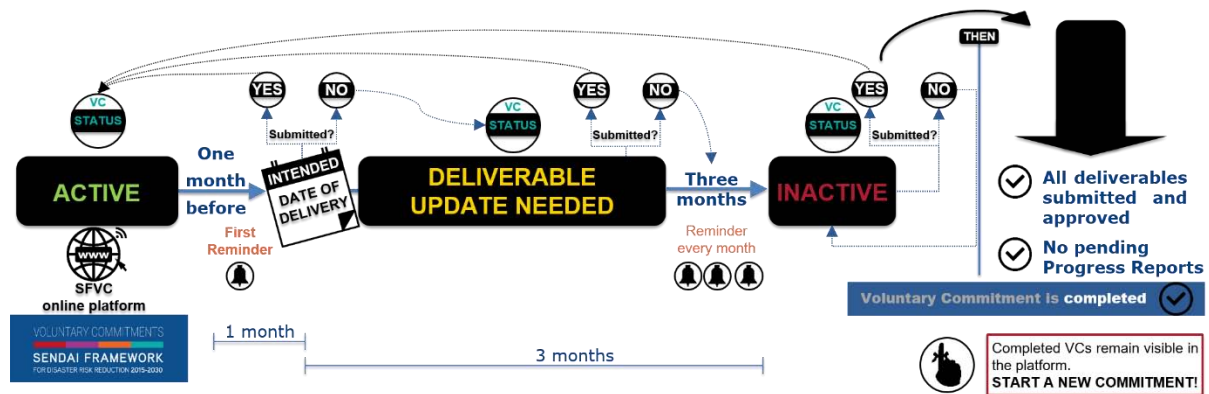 VC
STATUS
ACTIVE
WWW
SFVC
online platform
VOLUNTARY COMMITMENTS
SENDAI FRAMEWORK
FOR DISASTER RISK REDUCTION 2015-2030
One
month
before
First
Reminder
YES
NO
Submitted?
INTENDED
DATE OF
DELIVERY
VC
STATUS
DELIVERABLE
UPDATE NEEDED
YES
NO
Submitted?
Three
months
Reminder
every month
VC
STATUS
INACTIVE
YES
NO
Submitted?
THEN
All deliverables
submitted and
approved
No pending
Progress Reports
Voluntary Commitment is completed
1 month
3 months
Completed VCs remain visible in
the platform.
START A NEW COMMITMENT!